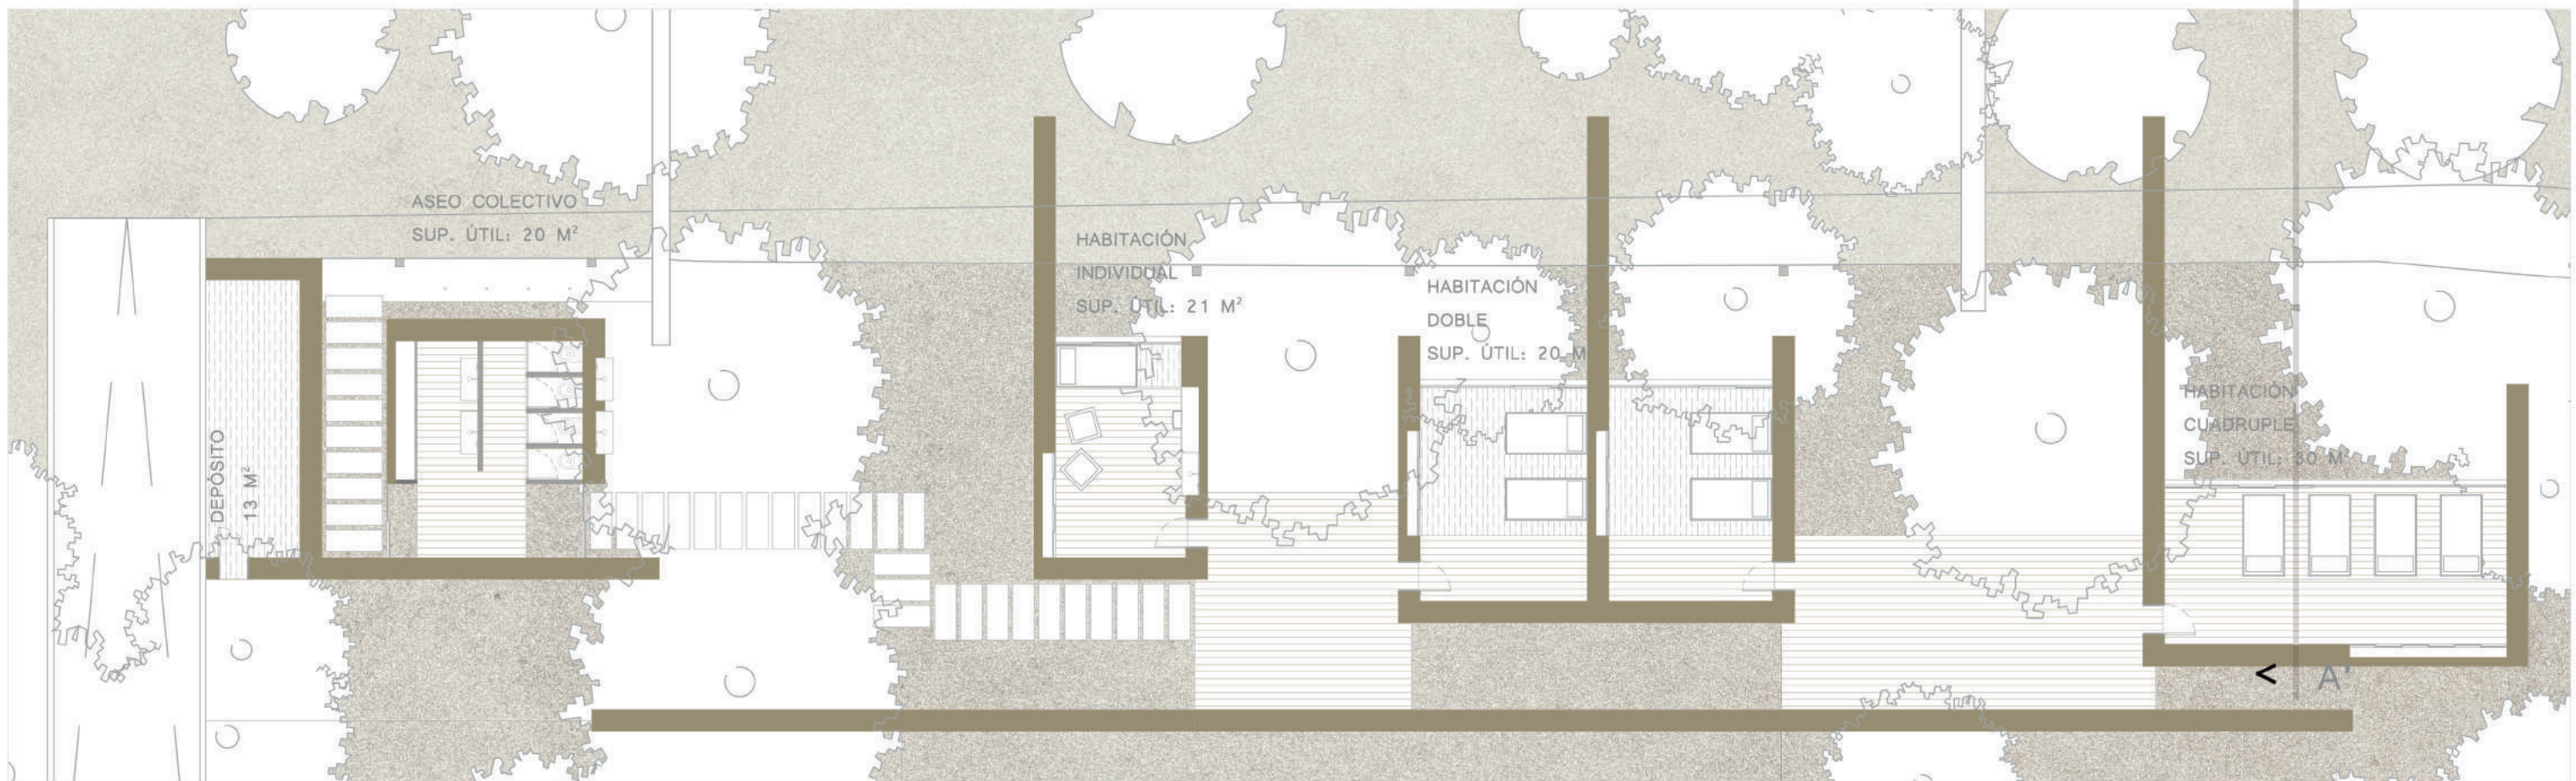 ASEO COLECTIVO
SUP. ÚTIL: 20 M²
DEPÓSITO
13 M²
HABITACIÓN
INDIVIDUAL
SUP. ÚTIL: 21 M²
HABITACIÓN
DOBLE
SUP. ÚTIL: 20 M
HABITACIÓN
CUADRUPLE
SUP. ÚTIL: 30 M²
< A'